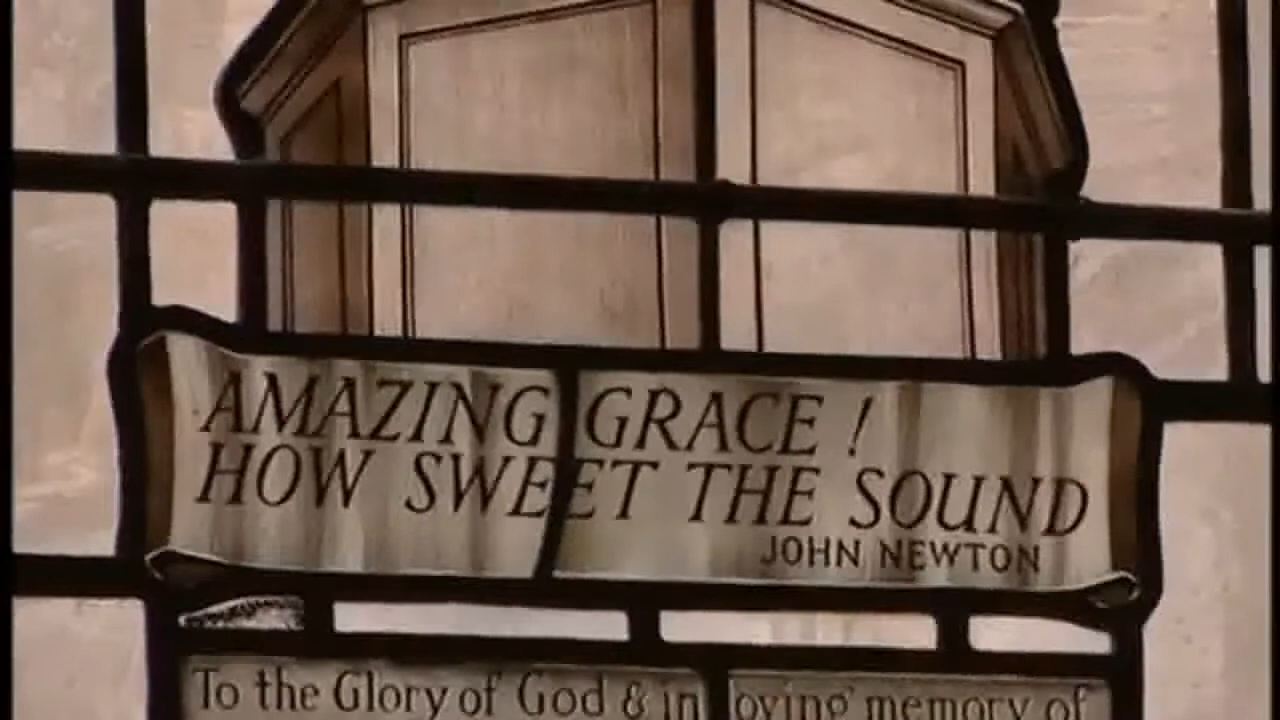 AMAZING GRACE !
HOW SWEET THE SOUND
JOHN NEWTON
To the Glory of God & in loving memory of